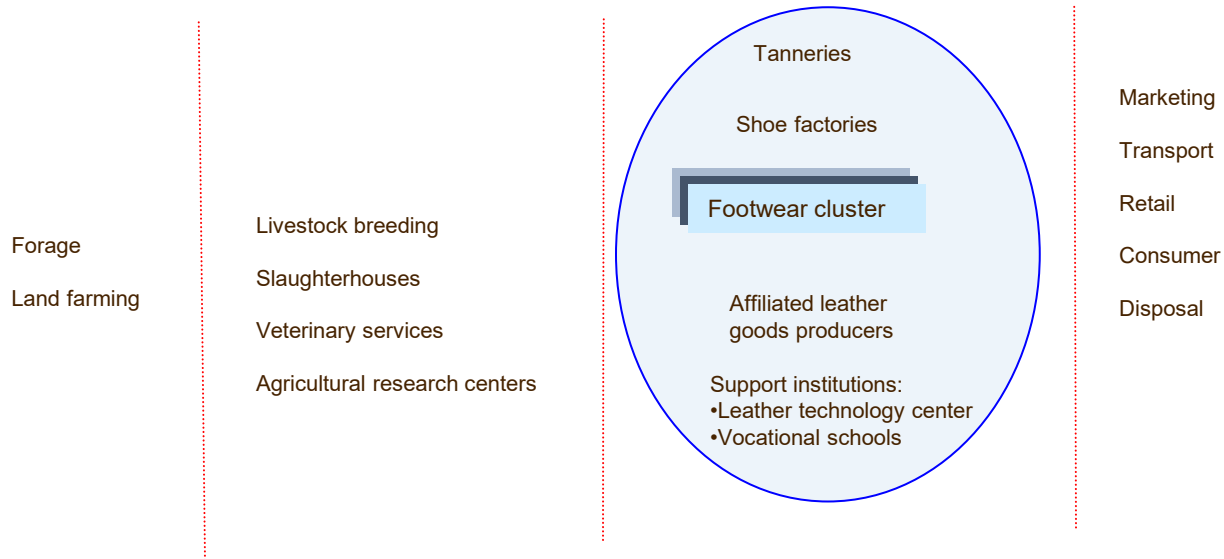 Forage
Land farming
Livestock breeding
Slaughterhouses
Veterinary services
Agricultural research centers
Tanneries
Shoe factories
Footwear cluster
Affiliated leather
goods producers
Support institutions:
•Leather technology center
•Vocational schools
Marketing
Transport
Retail
Consumer
Disposal